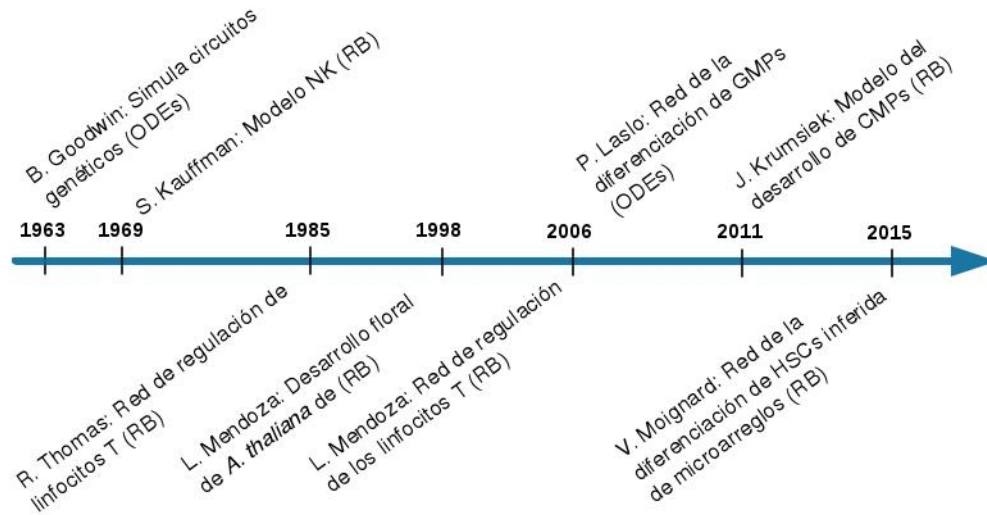 B. Goodwin: Simula circuitos
genéticos (ODEs)
S. Kauffman: Modelo NK (RB)
P. Laslo: Red de la
diferenciación de GMPs
(ODEs)
J. Krumsiek: Modelo del
desarrollo de CMPs (RB)
1963
1969
1985
1998
2006
2011
2015
R. Thomas: Red de regulación de
linfocitos T (RB)
L. Mendoza: Desarrollo floral
de A. thaliana de (RB)
L. Mendoza: Red de regulación
de los linfocitos T (RB)
V. Moignard: Red de la
diferenciación de HSCs inferida
de microarreglos (RB)